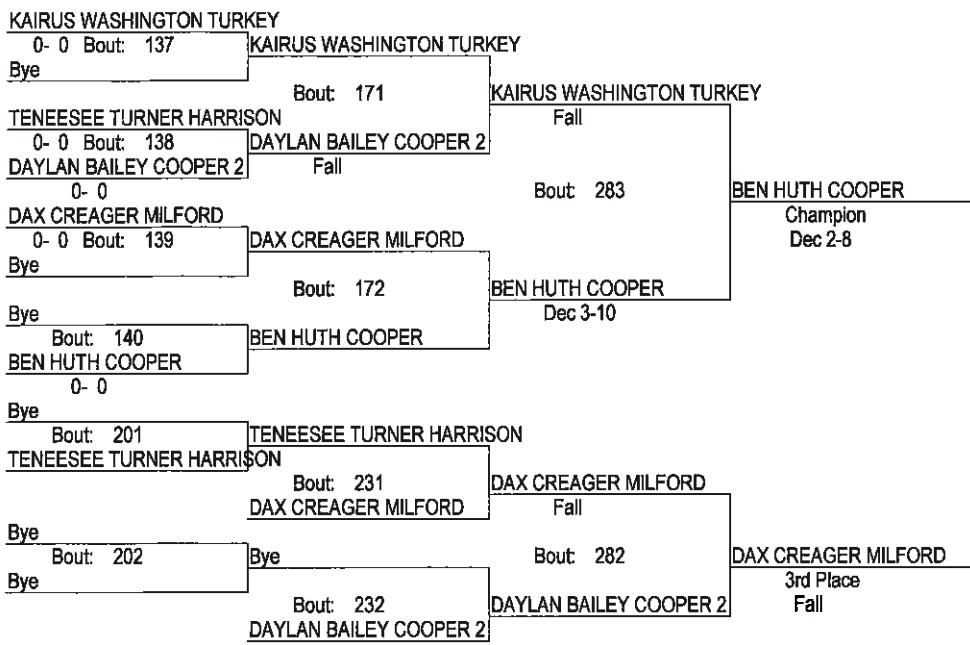 KAIRUS WASHINGTON TURKEY
0- 0 Bout: 137
Bye
KAIRUS WASHINGTON TURKEY
Bout: 171
KAIRUS WASHINGTON TURKEY
Fall
TENEESEE TURNER HARRISON
0- 0 Bout: 138
DAYLAN BAILEY COOPER 2
0- 0
DAYLAN BAILEY COOPER 2
Fall
Bout: 283
BEN HUTH COOPER
Champion
Dec 2-8
DAX CREAGER MILFORD
0- 0 Bout: 139
Bye
DAX CREAGER MILFORD
Bout: 172
BEN HUTH COOPER
Dec 3-10
Bye
Bout: 140
BEN HUTH COOPER
0- 0
BEN HUTH COOPER
Bye
Bout: 201
TENEESEE TURNER HARRISON
TENEESEE TURNER HARRISON
Bout: 231
DAX CREAGER MILFORD
DAX CREAGER MILFORD
Fall
Bye
Bout: 202
Bye
Bye
Bout: 282
DAX CREAGER MILFORD
3rd Place
Fall
Bout: 232
DAYLAN BAILEY COOPER 2
DAYLAN BAILEY COOPER 2